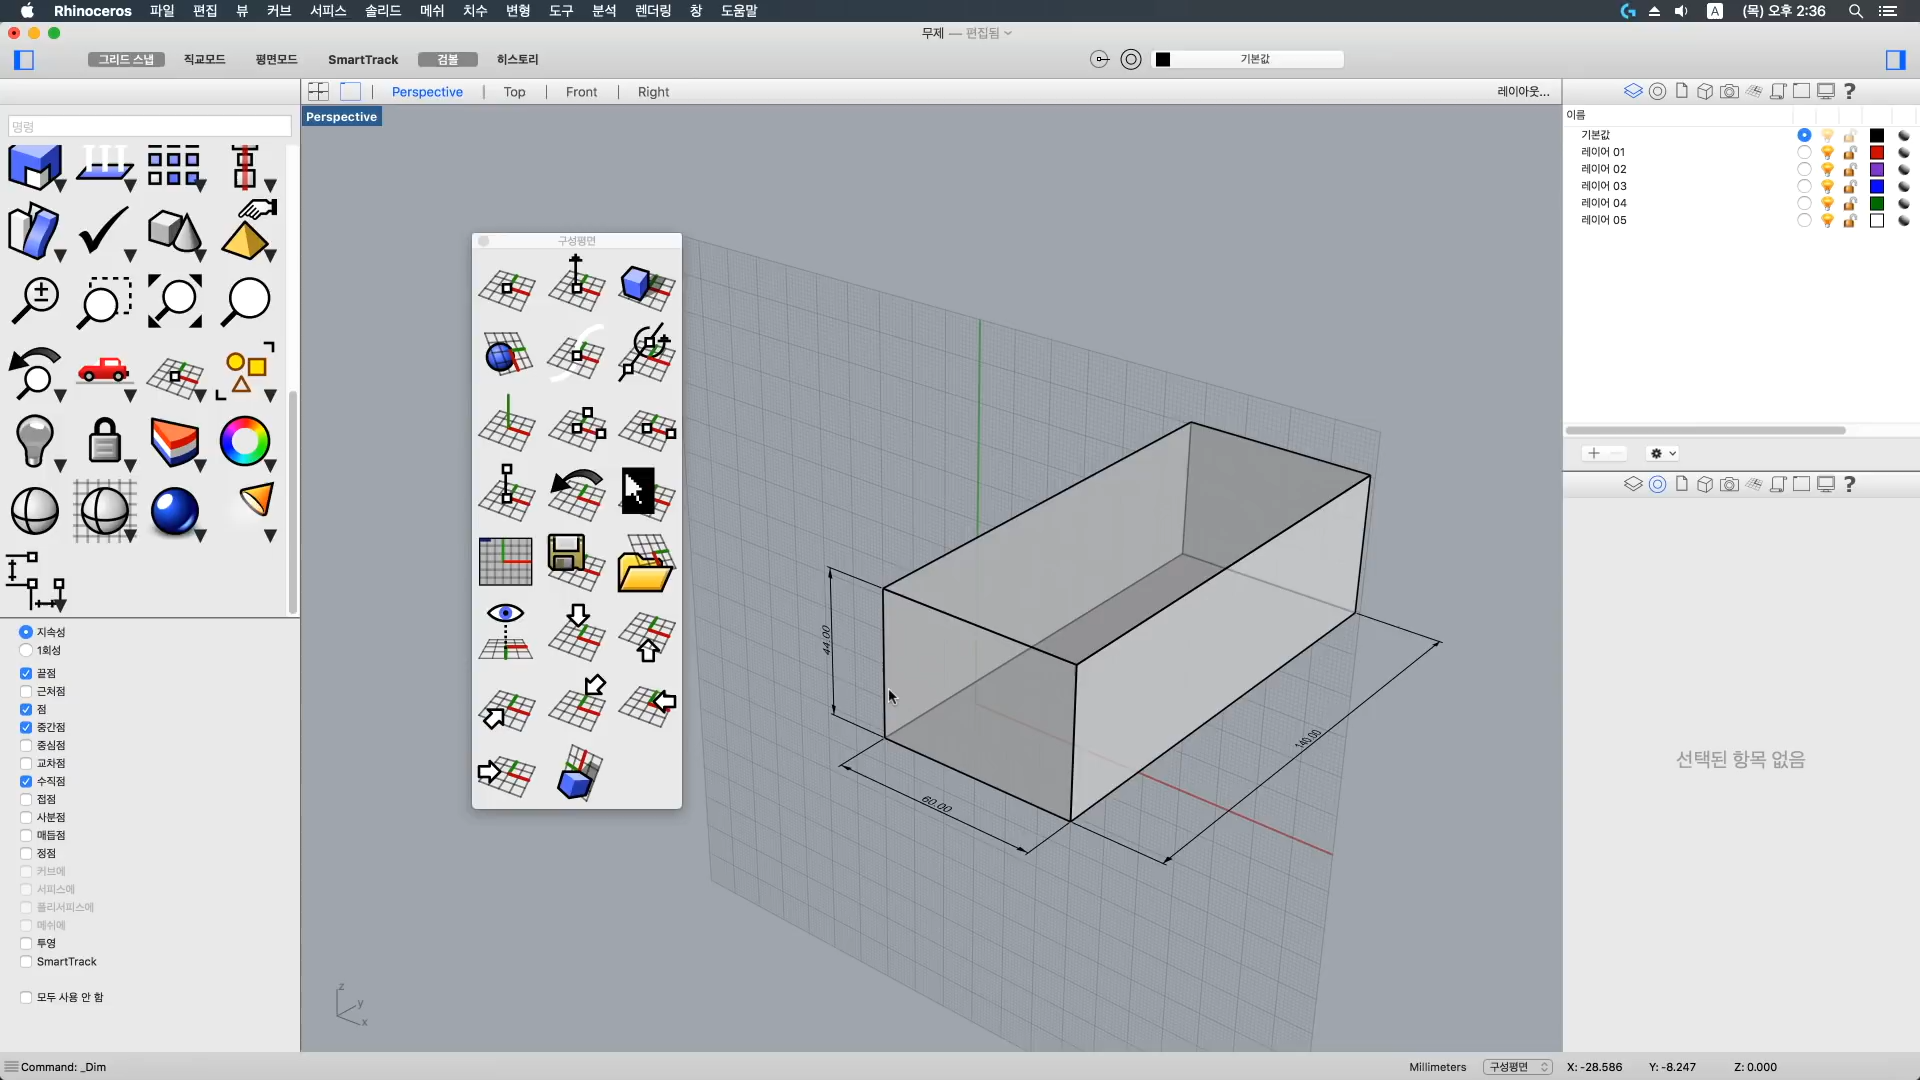 Rhinoceros 파일 편집 뷰 커브 서피스 솔리드 메쉬 치수 변형 도구 분석 렌더링 창 도움말
A (목) 오후 2:36
무제 — 편집됨
그리드 스냅 직교모드 평면모드 SmartTrack 검볼 히스토리
기본값
Perspective Top Front Right
레이아웃...
명령
Perspective
구성평면
44.00
60.00
140.00
z
y
x
이름
기본값
레이어 01
레이어 02
레이어 03
레이어 04
레이어 05
선택된 항목 없음
지속성
1회성
끝점
근처점
점
중간점
중심점
교차점
수직점
접점
사분점
매듭점
정점
커브에
서피스에
폴리서피스에
메쉬에
투영
SmartTrack
모두 사용 안 함
Command: _Dim
Millimeters 구성평면 X: -28.586 Y: -8.247 Z: 0.000